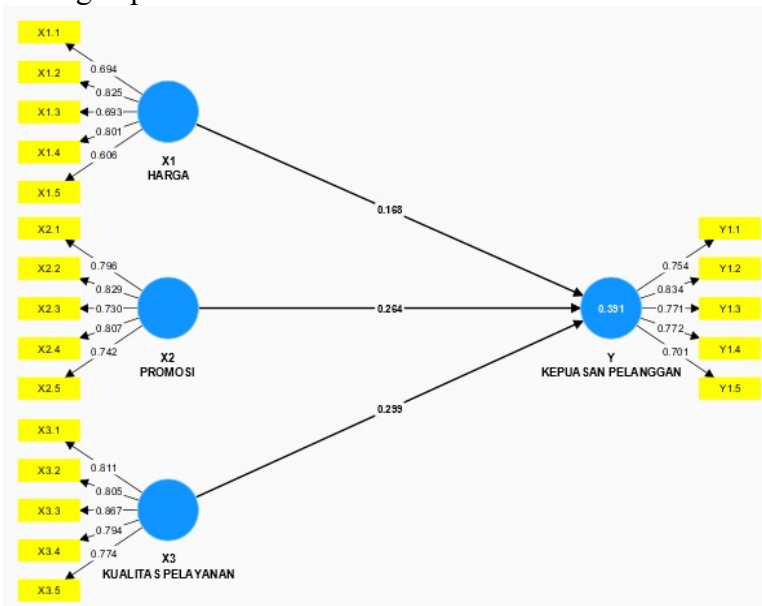 X1.1
X1.2
X1.3
X1.4
X1.5
0.694
0.825
0.693
0.801
0.606
X1
HARGA
0.168
X2.1
X2.2
X2.3
X2.4
X2.5
0.796
0.829
0.730
0.807
0.742
X2
PROMOSI
0.264
X3.1
X3.2
X3.3
X3.4
X3.5
0.811
0.805
0.867
0.794
0.774
X3
KUALITAS PELAYANAN
0.299
0.391
Y
KEPUASAN PELANGGAN
0.754
0.834
0.771
0.772
0.701
Y1.1
Y1.2
Y1.3
Y1.4
Y1.5